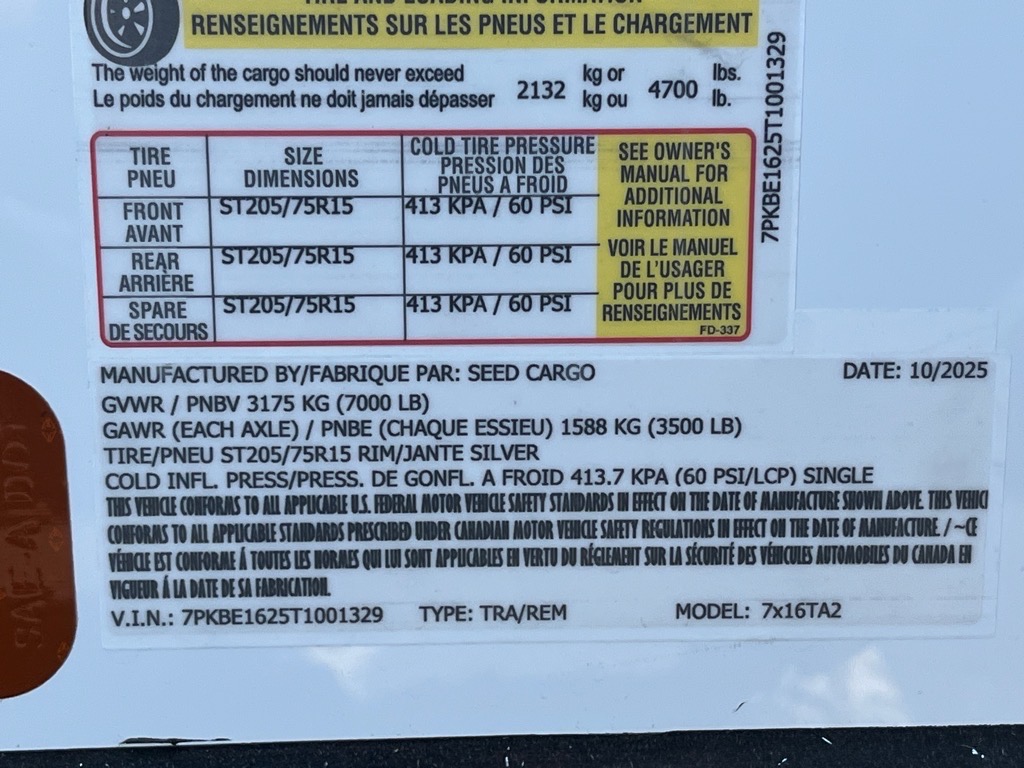 TIRE AND LOADING INFORMATION
RENSEIGNEMENTS SUR LES PNEUS ET LE CHARGEMENT
The weight of the cargo should never exceed
Le poids du chargement ne doit jamais dépasser
2132 kg or kg ou 4700 lbs. lb.
7PKBE1625T1001329
TIRE PNEU
SIZE DIMENSIONS
COLD TIRE PRESSURE
PRESSION DES
PNEUS A FROID
FRONT AVANT
ST205/75R15
413 KPA / 60 PSI
REAR ARRIÈRE
ST205/75R15
413 KPA / 60 PSI
SPARE DE SECOURS
ST205/75R15
413 KPA / 60 PSI
SEE OWNER'S
MANUAL FOR
ADDITIONAL
INFORMATION
VOIR LE MANUEL
DE L'USAGER
POUR PLUS DE
RENSEIGNEMENTS
FD-337
MANUFACTURED BY/FABRIQUE PAR: SEED CARGO DATE: 10/2025
GVWR / PNBV 3175 KG (7000 LB)
GAWR (EACH AXLE) / PNBE (CHAQUE ESSIEU) 1588 KG (3500 LB)
TIRE/PNEU ST205/75R15 RIM/JANTE SILVER
COLD INFL. PRESS/PRESS. DE GONFL. A FROID 413.7 KPA (60 PSI/LCP) SINGLE
THIS VEHICLE CONFORMS TO ALL APPLICABLE U.S. FEDERAL MOTOR VEHICLE SAFETY STANDARDS IN EFFECT ON THE DATE OF MANUFACTURE SHOWN ABOVE. THIS VEHICL
CONFORMS TO ALL APPLICABLE STANDARDS PRESCRIBED UNDER CANADIAN MOTOR VEHICLE SAFETY REGULATIONS IN EFFECT ON THE DATE OF MANUFACTURE. / ~CE
VÉHICLE EST CONFORME Á TOUTES LES NORMES QUI LUI SONT APPLICABLES EN VERTU DU RÉGLEMENT SUR LA SÉCURITÉ DES VÉHICULES AUTOMOBILES DU CANADA EN
VIGUEUR Á LA DATE DE SA FABRICATION.
V.I.N.: 7PKBE1625T1001329 TYPE: TRA/REM MODEL: 7x16TA2